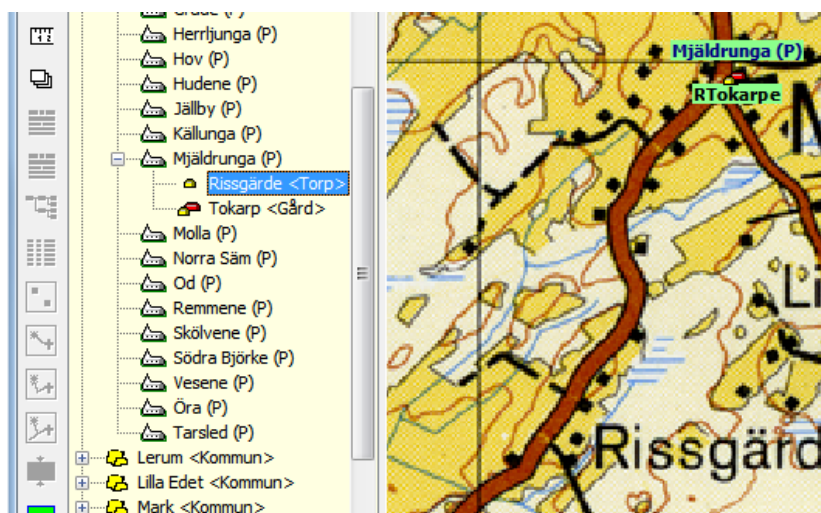 Herrljunga (P)
Hov (P)
Hudene (P)
Jällby (P)
Källunga (P)
Mjäldrunga (P)
Rissgärde <Torp>
Tokarp <Gård>
Molla (P)
Norra Säm (P)
Od (P)
Remmene (P)
Skölvene (P)
Södra Björke (P)
Vesene (P)
Öra (P)
Tarsled (P)
Lerum <Kommun>
Lilla Edet <Kommun>
Mark <Kommun>
Mjäldrunga (P)
RTokarpe
M
Li
Rissgärd